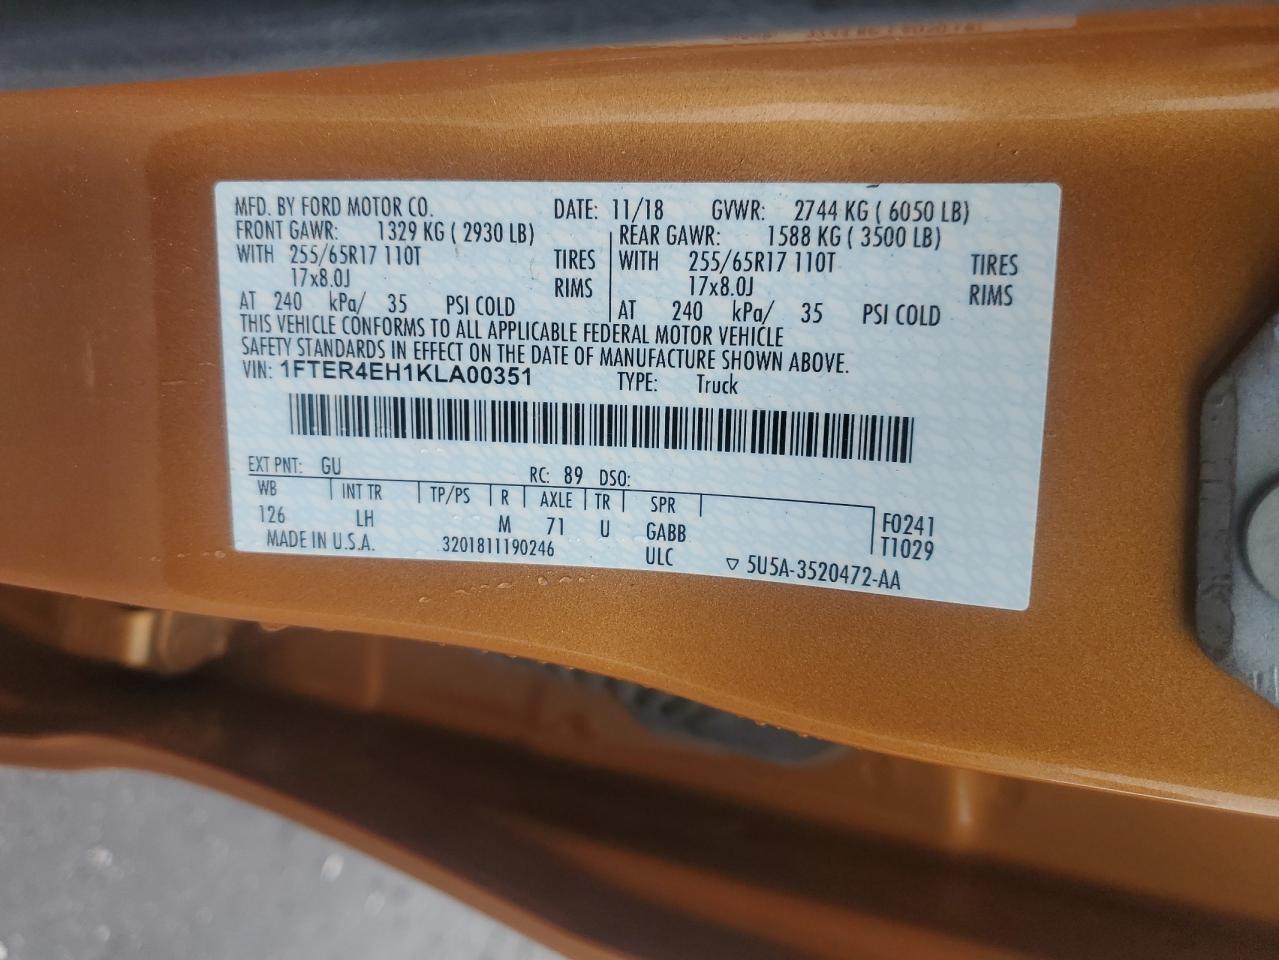 MFD. BY FORD MOTOR CO. DATE: 11/18 GVWR: 2744 KG ( 6050 LB)
FRONT GAWR: 1329 KG ( 2930 LB) REAR GAWR: 1588 KG ( 3500 LB)
WITH 255/65R17 110T TIRES WITH 255/65R17 110T TIRES
17x8.0J RIMS 17x8.0J RIMS
AT 240 kPa/ 35 PSI COLD AT 240 kPa/ 35 PSI COLD
THIS VEHICLE CONFORMS TO ALL APPLICABLE FEDERAL MOTOR VEHICLE
SAFETY STANDARDS IN EFFECT ON THE DATE OF MANUFACTURE SHOWN ABOVE.
VIN: 1FTER4EH1KLA00351 TYPE: Truck
EXT PNT: GU RC: 89 DSO:
WB INT TR TP/PS R AXLE TR SPR
126 LH M 71 U GABB F0241
MADE IN U.S.A. 3201811190246 ULC T1029
5U5A-3520472-AA